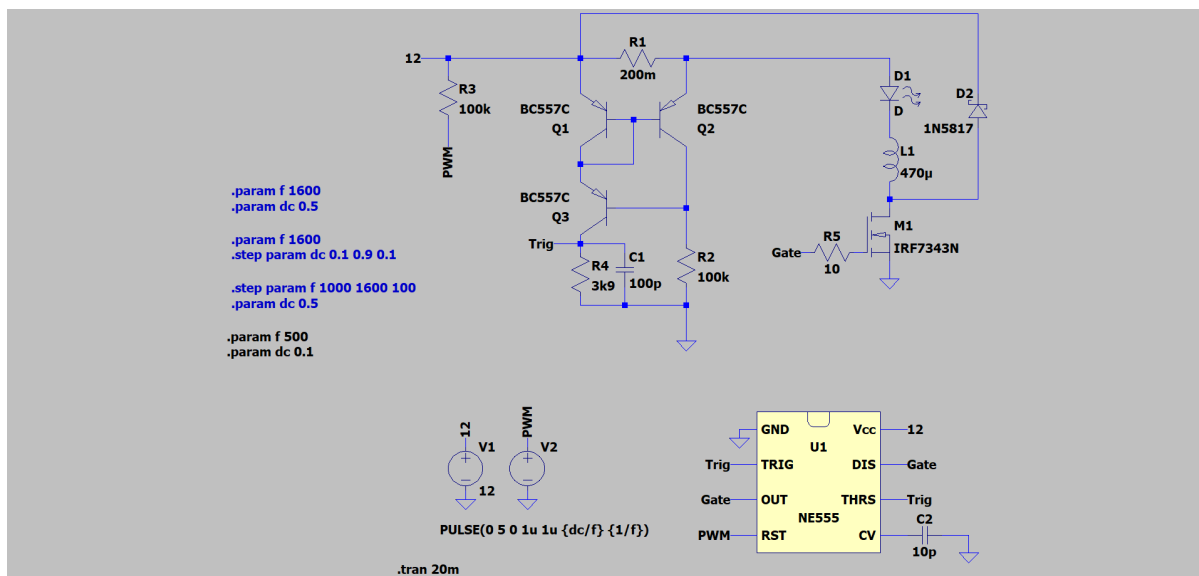 12
R1
200m
R3
100k
PWM
BC557C
Q1
BC557C
Q2
D1
D
D2
1N5817
L1
470µ
BC557C
Q3
Trig
R4
3k9
C1
100p
R2
100k
Gate
R5
10
M1
IRF7343N
.param f 1600
.param dc 0.5
.param f 1600
.step param dc 0.1 0.9 0.1
.step param f 1000 1600 100
.param dc 0.5
.param f 500
.param dc 0.1
12
V1
12
PWM
V2
PULSE(0 5 0 1u 1u {dc/f} {1/f})
.tran 20m
GND
Vcc
12
U1
Trig
TRIG
DIS
Gate
Gate
OUT
THRS
Trig
NE555
PWM
RST
CV
C2
10p